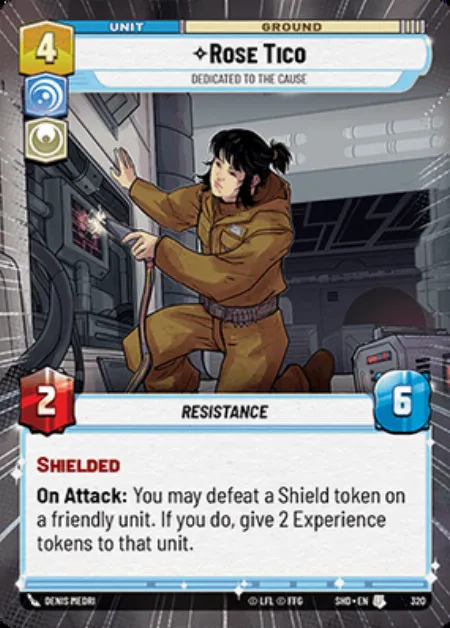 UNIT
GROUND
4
ROSE TICO
DEDICATED TO THE CAUSE
2
RESISTANCE
6
SHIELDED
On Attack: You may defeat a Shield token on
a friendly unit. If you do, give 2 Experience
tokens to that unit.
DENIS MEDRI
© LFL © FFG
SHD • EN
320